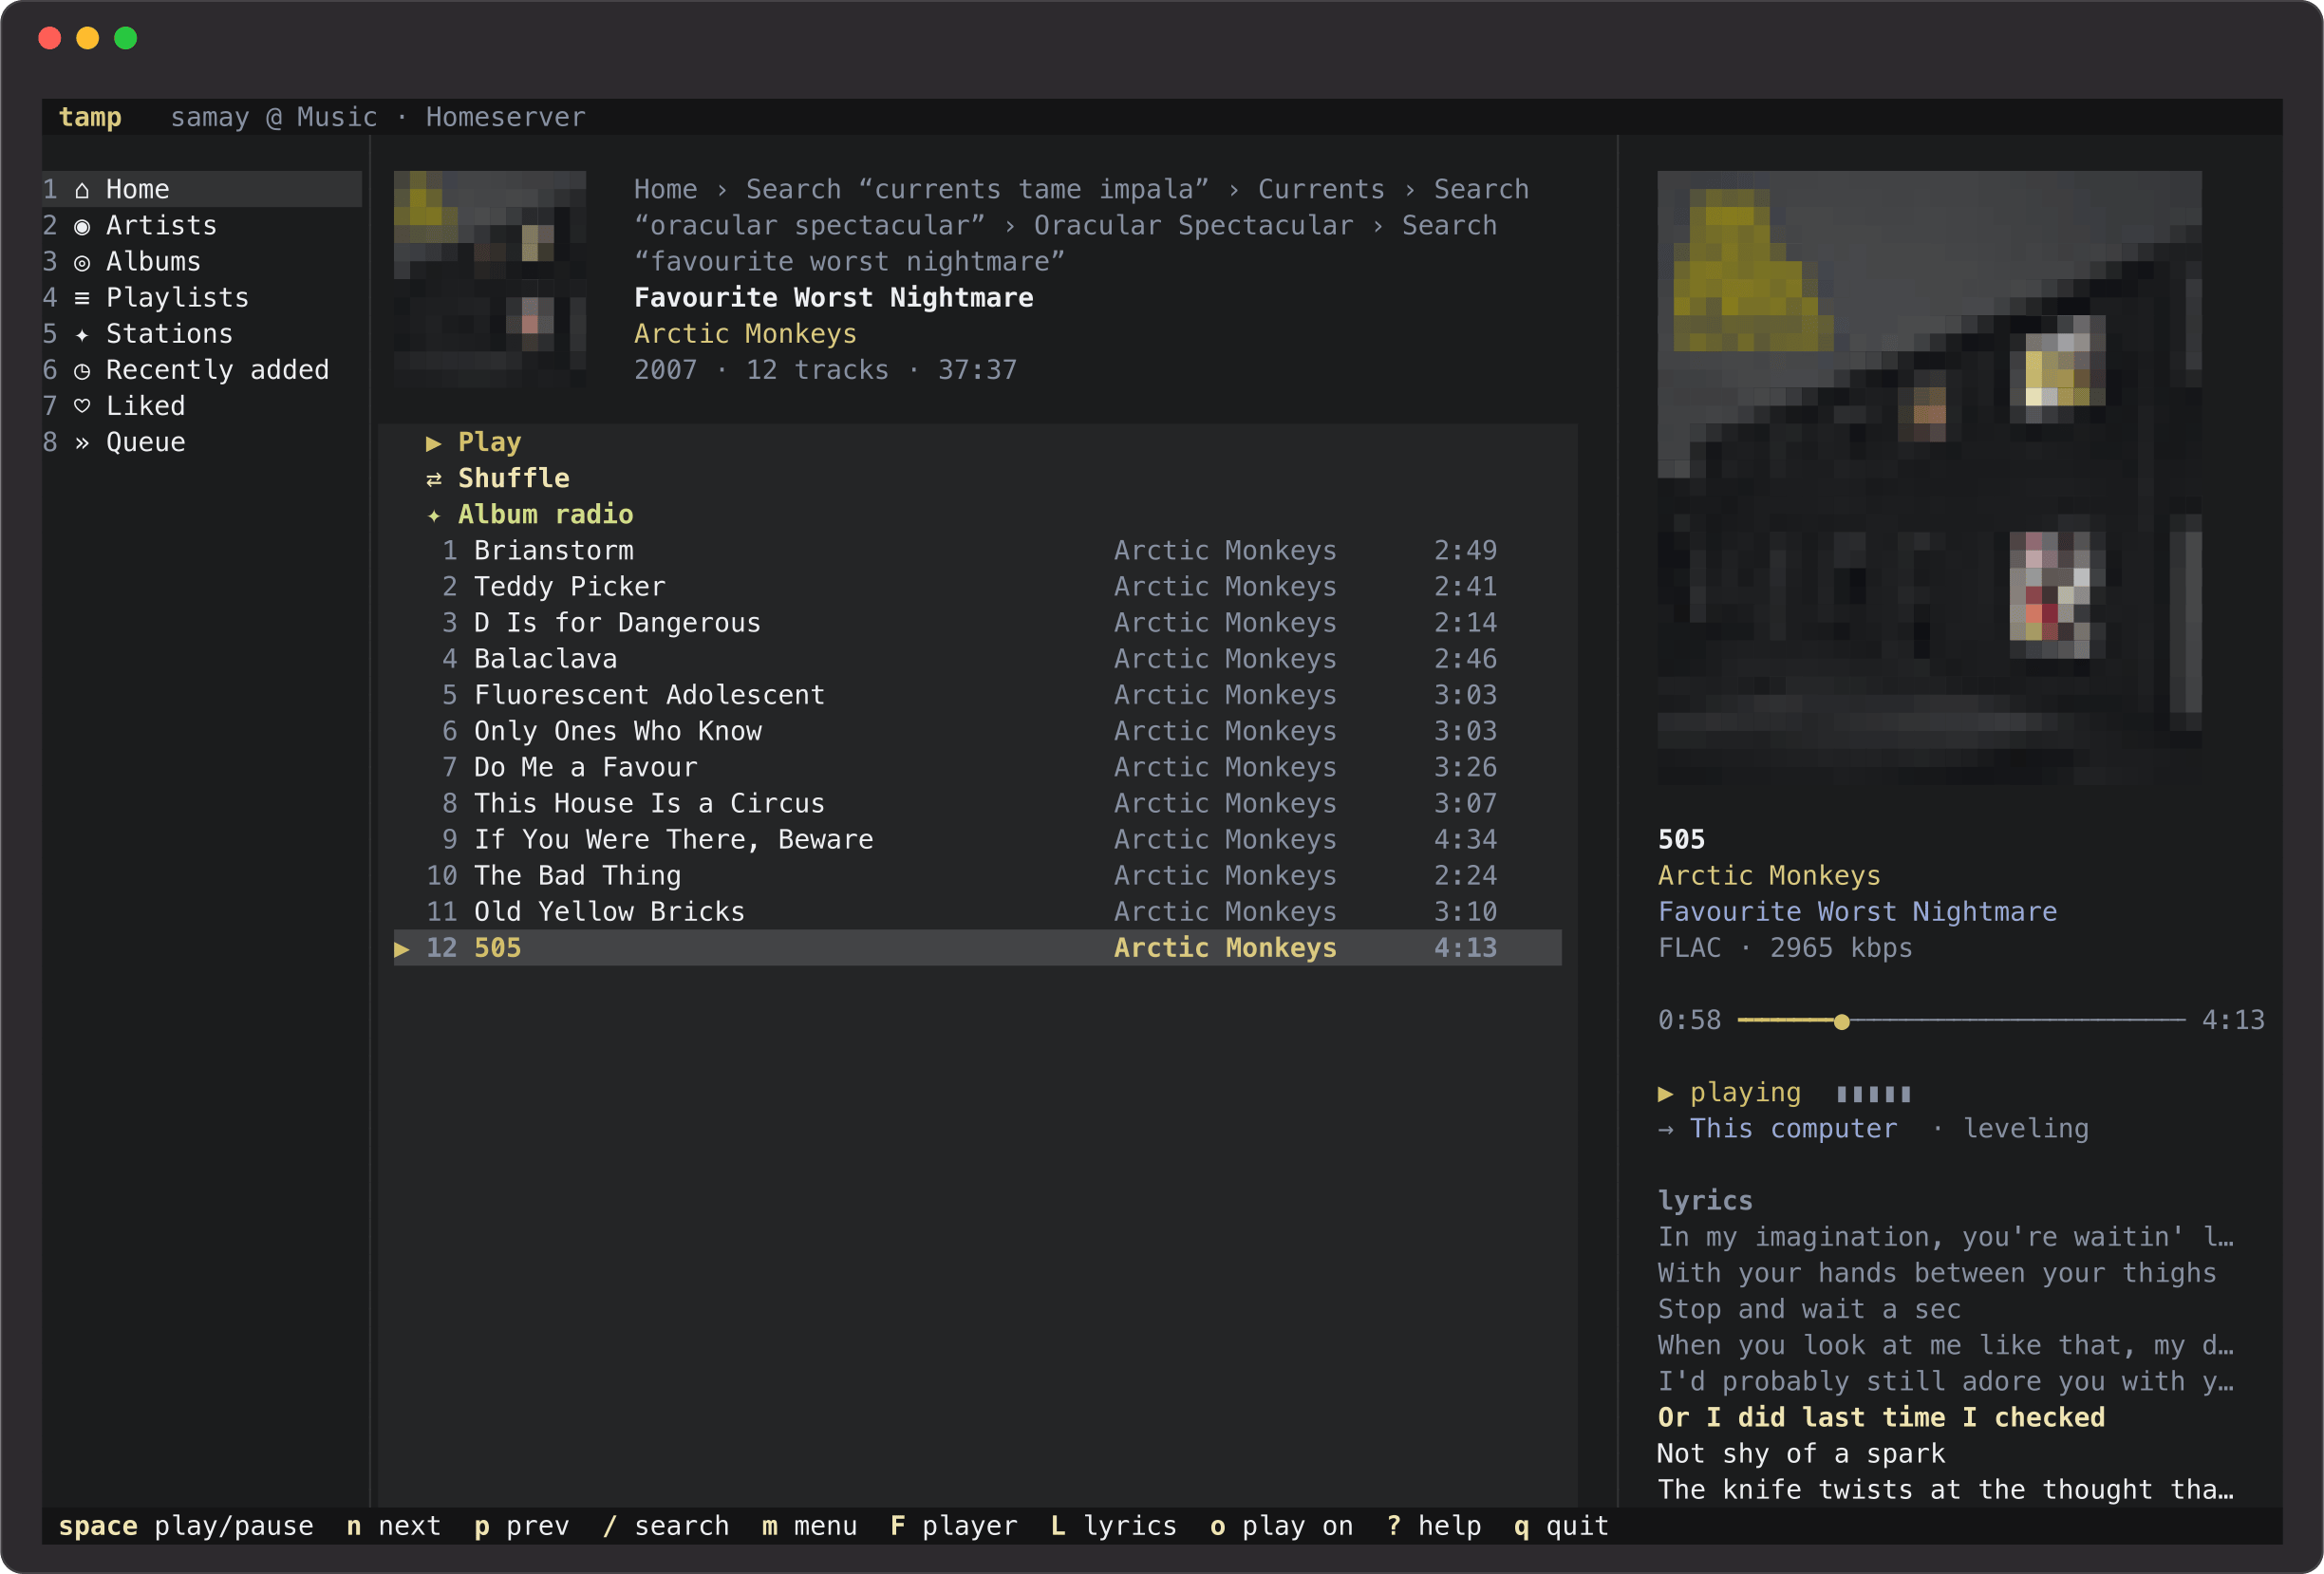 tamp samay @ Music · Homeserver
1 ⌂ Home
2 ◉ Artists
3 ◎ Albums
4 ≡ Playlists
5 ✦ Stations
6 ◷ Recently added
7 ♡ Liked
8 » Queue
Home › Search “currents tame impala” › Currents › Search
“oracular spectacular” › Oracular Spectacular › Search
“favourite worst nightmare”
Favourite Worst Nightmare
Arctic Monkeys
2007 · 12 tracks · 37:37
▶ Play
⇄ Shuffle
✦ Album radio
1 Brianstorm Arctic Monkeys 2:49
2 Teddy Picker Arctic Monkeys 2:41
3 D Is for Dangerous Arctic Monkeys 2:14
4 Balaclava Arctic Monkeys 2:46
5 Fluorescent Adolescent Arctic Monkeys 3:03
6 Only Ones Who Know Arctic Monkeys 3:03
7 Do Me a Favour Arctic Monkeys 3:26
8 This House Is a Circus Arctic Monkeys 3:07
9 If You Were There, Beware Arctic Monkeys 4:34
10 The Bad Thing Arctic Monkeys 2:24
11 Old Yellow Bricks Arctic Monkeys 3:10
▶ 12 505 Arctic Monkeys 4:13
505
Arctic Monkeys
Favourite Worst Nightmare
FLAC · 2965 kbps
0:58 4:13
▶ playing ▮▮▮▮▮
→ This computer · leveling
lyrics
In my imagination, you're waitin' l…
With your hands between your thighs
Stop and wait a sec
When you look at me like that, my d…
I'd probably still adore you with y…
Or I did last time I checked
Not shy of a spark
The knife twists at the thought tha…
space play/pause n next p prev / search m menu F player L lyrics o play on ? help q quit